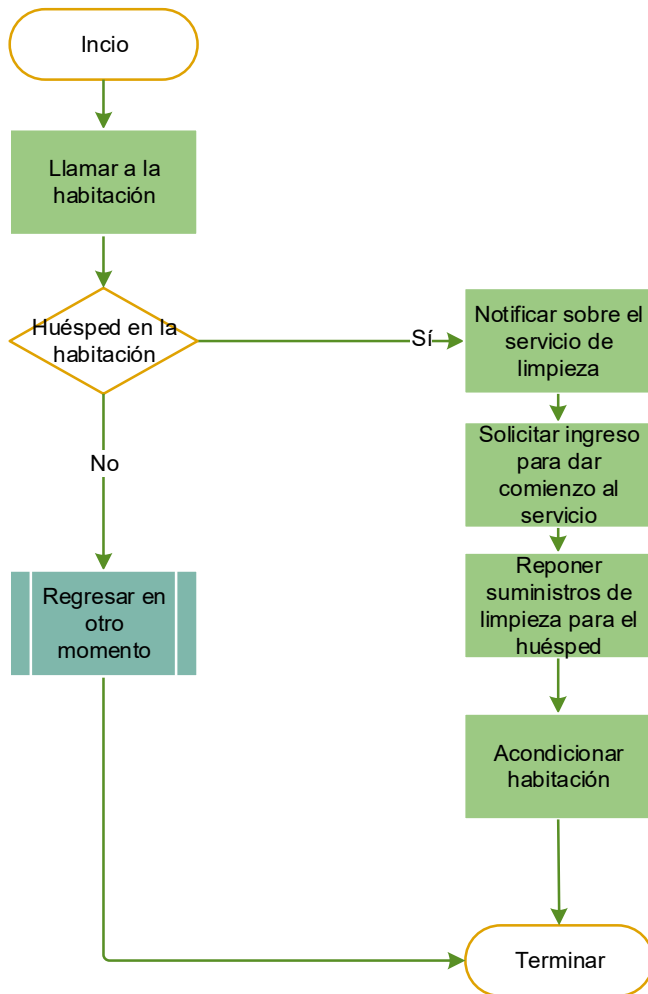 Incio
Llamar a la
habitación
Huésped en la
habitación
Sí
No
Notificar sobre el
servicio de
limpieza
Solicitar ingreso
para dar
comienzo al
servicio
Reponer
suministros de
limpieza para el
huésped
Regresar en
otro
momento
Acondicionar
habitación
Terminar